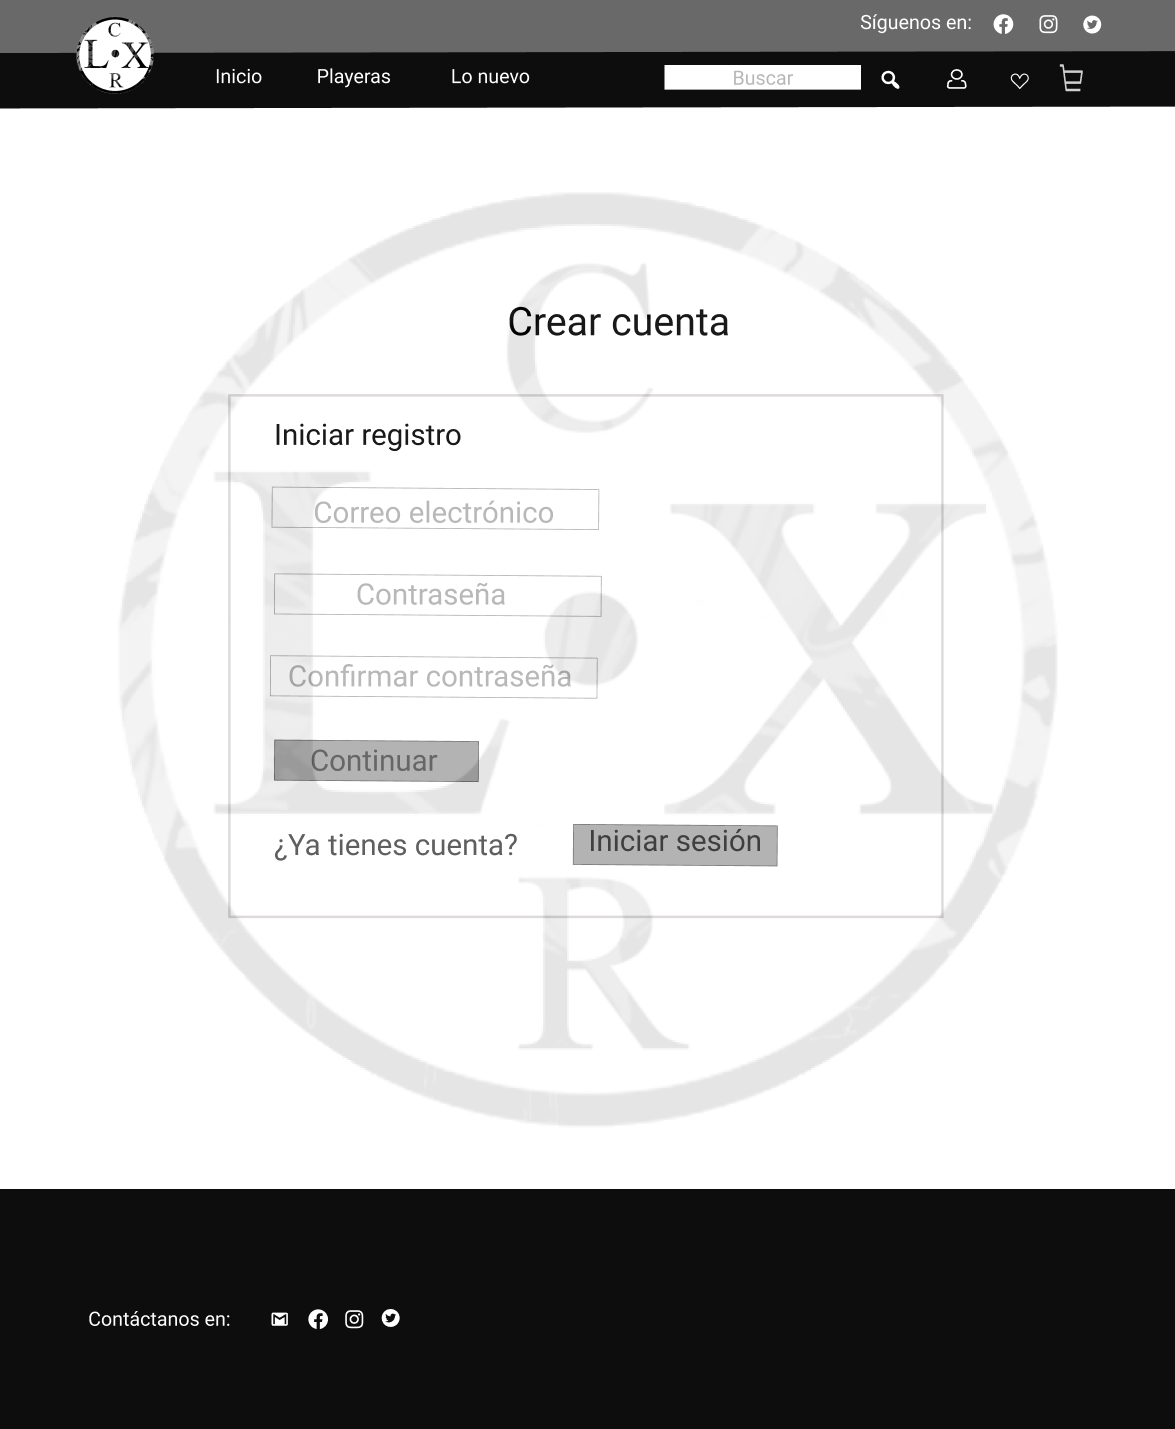 Síguenos en:
C
L·X
R
Inicio Playeras Lo nuevo Buscar
C
Crear cuenta
Iniciar registro
Correo electrónico
L·X
Contraseña
Confirmar contraseña
Continuar
¿Ya tienes cuenta? Iniciar sesión
R
Contáctanos en: